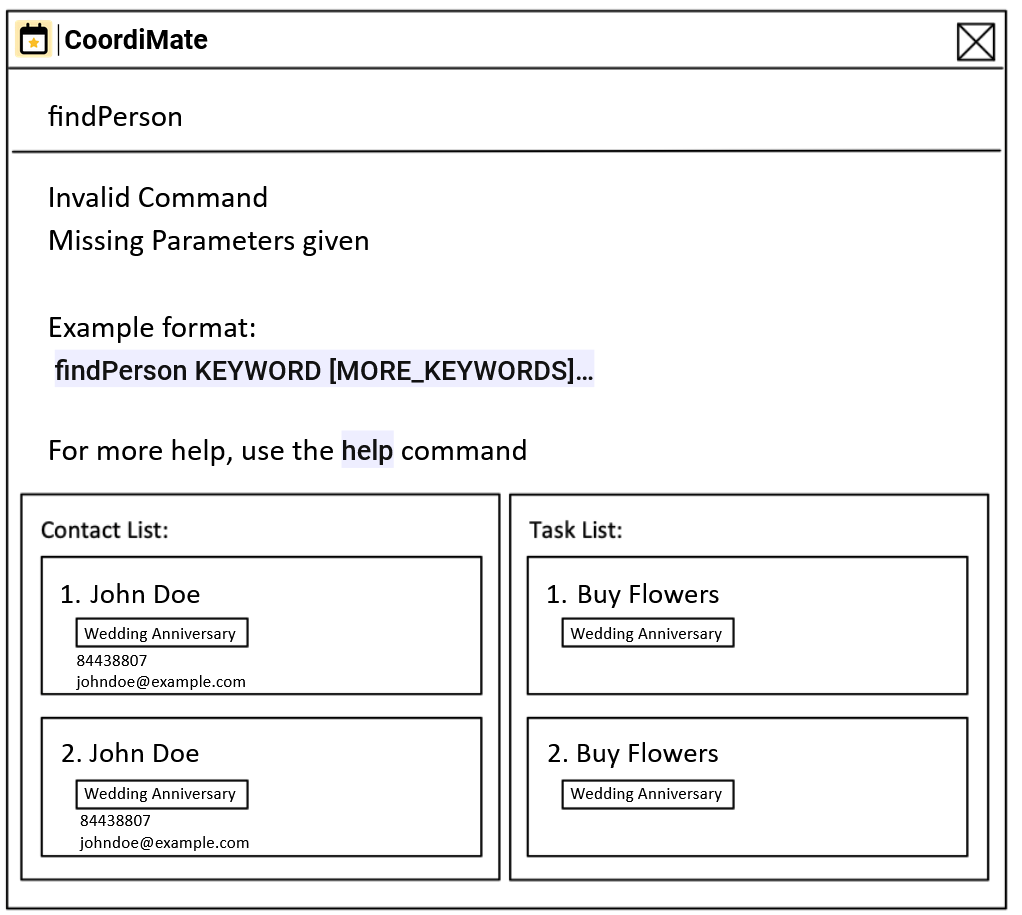 CoordiMate
findPerson
Invalid Command
Missing Parameters given
Example format:
findPerson KEYWORD [MORE_KEYWORDS]...
For more help, use the help command
Contact List:
1. John Doe
Wedding Anniversary
84438807
johndoe@example.com
2. John Doe
Wedding Anniversary
84438807
johndoe@example.com
Task List:
1. Buy Flowers
Wedding Anniversary
2. Buy Flowers
Wedding Anniversary